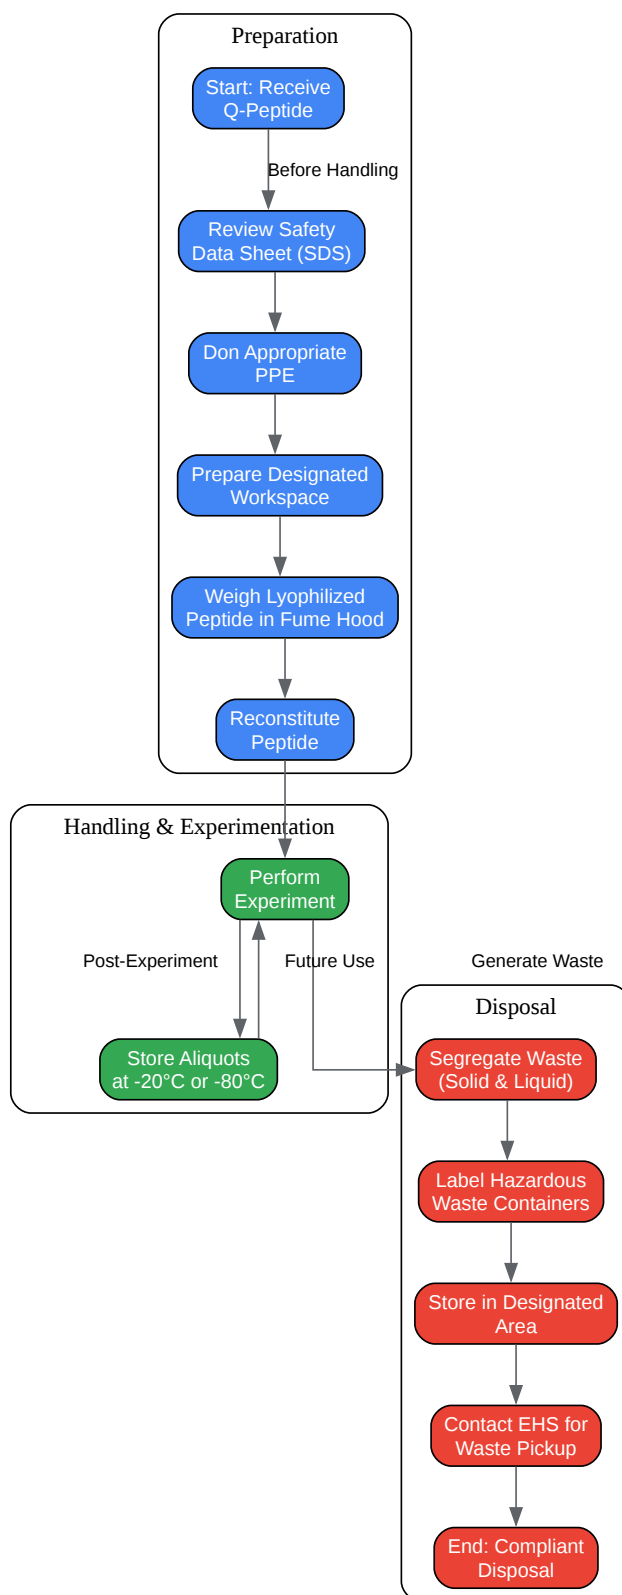 Preparation
Start: Receive
Q-Peptide
Before Handling
Review Safety
Data Sheet (SDS)
Don Appropriate
PPE
Prepare Designated
Workspace
Weigh Lyophilized
Peptide in Fume Hood
Reconstitute
Peptide
Handling & Experimentation
Perform
Experiment
Post-Experiment
Future Use
Generate Waste
Store Aliquots
at -20°C or -80°C
Disposal
Segregate Waste
(Solid & Liquid)
Label Hazardous
Waste Containers
Store in Designated
Area
Contact EHS for
Waste Pickup
End: Compliant
Disposal